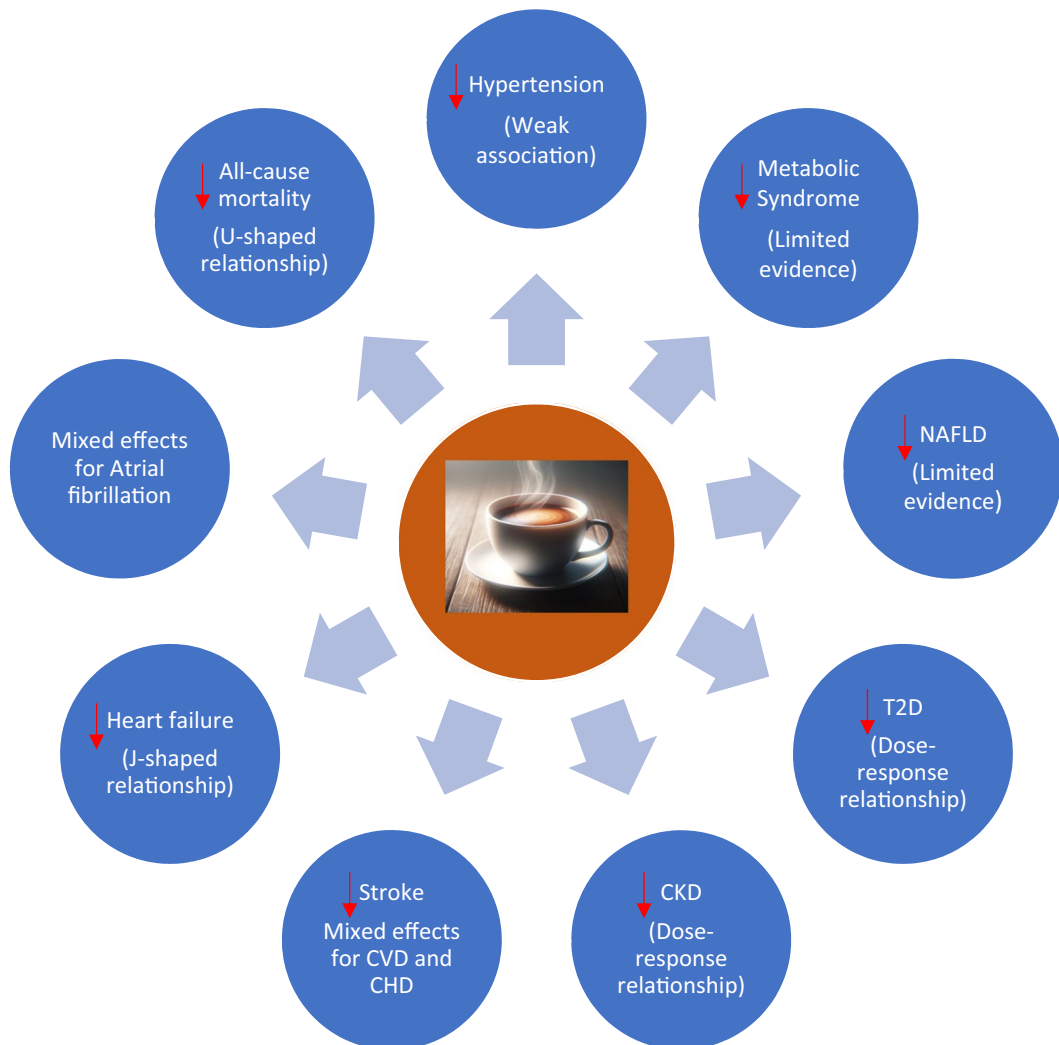 Hypertension
(Weak
association)
Metabolic
Syndrome
(Limited
evidence)
NAFLD
(Limited
evidence)
T2D
(Dose-
response
relationship)
CKD
(Dose-
response
relationship)
Stroke
Mixed effects
for CVD and
CHD
Heart failure
(J-shaped
relationship)
Mixed effects
for Atrial
fibrillation
All-cause
mortality
(U-shaped
relationship)